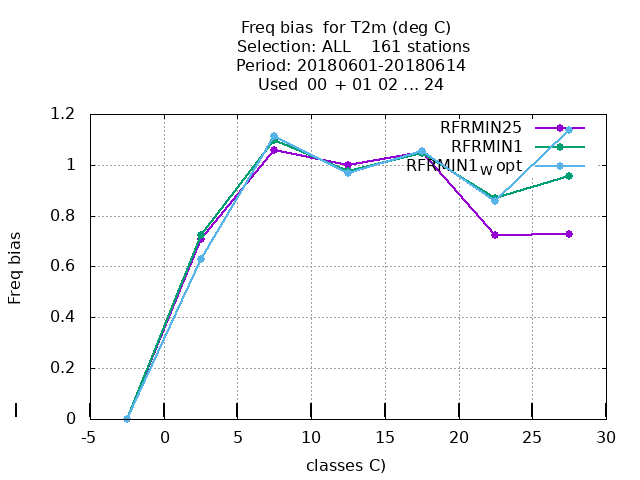 Freq bias for T2m (deg C)
Selection: ALL 161 stations
Period: 20180601-20180614
Used 00 + 01 02 ... 24
RFRMIN25
RFRMIN1
RFRMIN1W opt
1.2
1
0.8
0.6
0.4
0.2
0
Freq bias
-5
0
5
10
15
20
25
30
classes C)